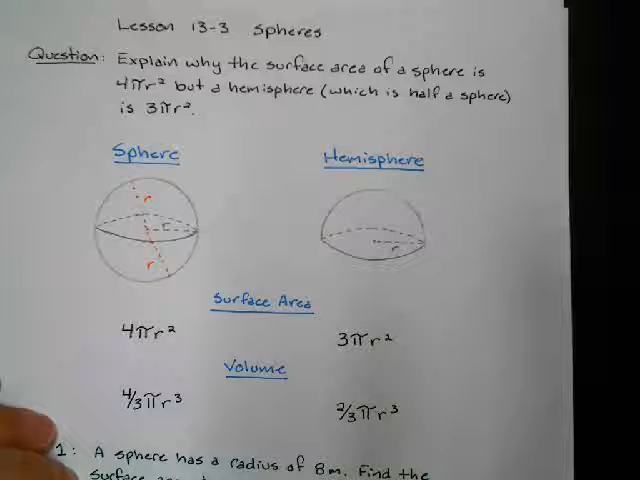 Lesson 13-3 Spheres
Question: Explain why the surface area of a sphere is
4πr² but a hemisphere (which is half a sphere)
is 3πr².
Sphere
Hemisphere
r
r
r
r
Surface Area
4πr²
3πr²
Volume
4/3πr³
2/3πr³
1: A sphere has a radius of 8m. Find the
surface